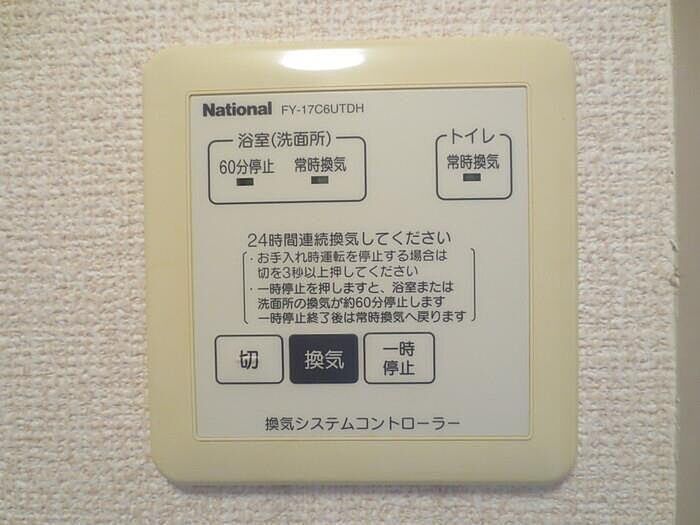 National FY-17C6UTDH
浴室(洗面所)
トイレ
60分停止 常時換気
常時換気
24時間連続換気してください
・お手入れ時運転を停止する場合は
切を3秒以上押してください
・一時停止を押しますと、浴室または
洗面所の換気が約60分停止します
一時停止終了後は常時換気へ戻ります
切
換気
一時
停止
換気システムコントローラー